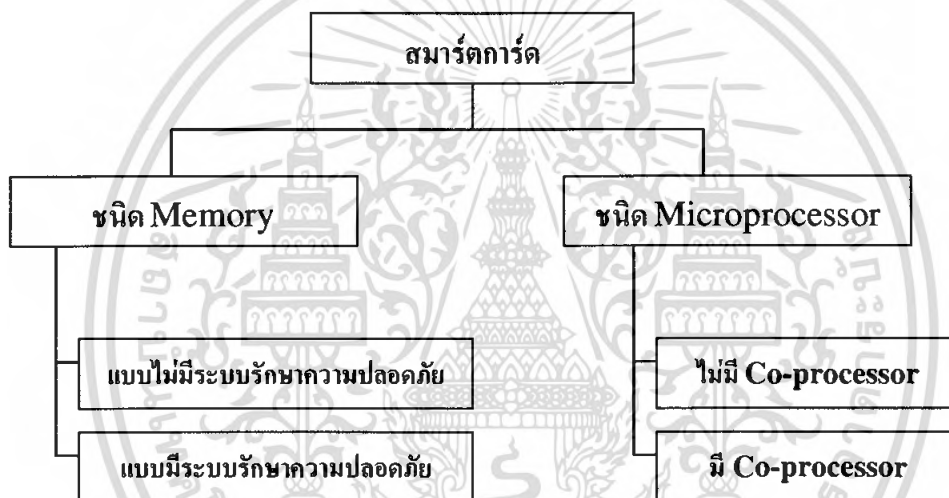 สมาร์ตการ์ด
ชนิด Memory
ชนิด Microprocessor
แบบไม่มีระบบรักษาความปลอดภัย
ไม่มี Co-processor
แบบมีระบบรักษาความปลอดภัย
มี Co-processor